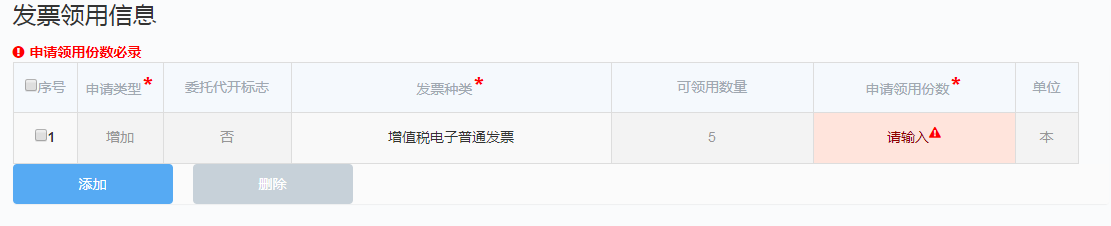 发票领用信息
申请领用份数必录
序号 申请类型* 委托代开标志 发票种类* 可领用数量 申请领用份数* 单位
1 增加 否 增值税电子普通发票 5 请输入 本
添加 删除